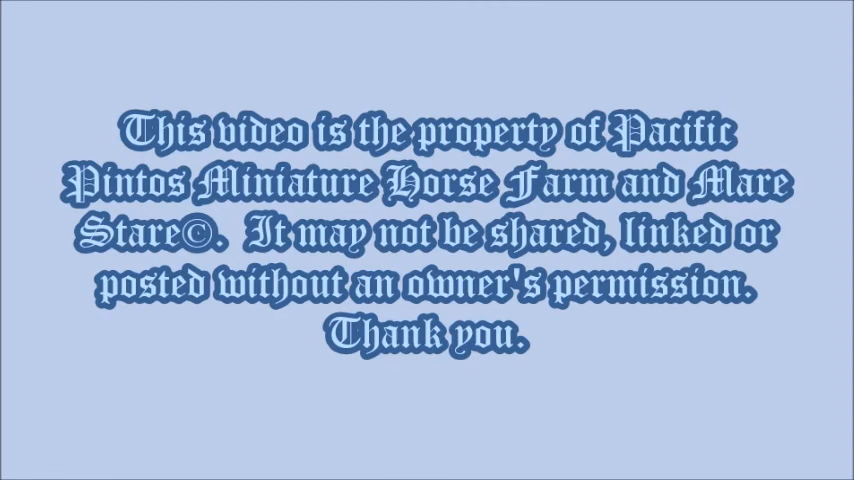 This video is the property of Pacific
Pintos Miniature Horse Farm and Mare
Stare©.  It may not be shared, linked or
posted without an owner's permission.
Thank you.